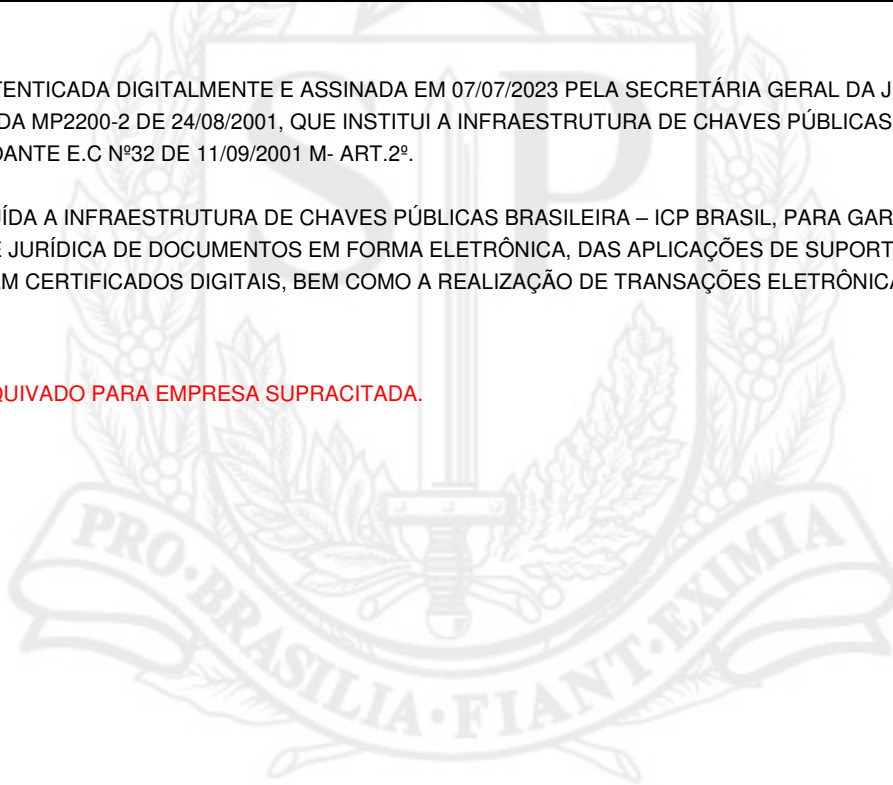 TENTICADA DIGITALMENTE E ASSINADA EM 07/07/2023 PELA SECRETÁRIA GERAL DA J
DA MP2200-2 DE 24/08/2001, QUE INSTITUI A INFRAESTRUTURA DE CHAVES PÚBLICAS
DANTE E.C Nº32 DE 11/09/2001 M- ART.2º.
ÍDA A INFRAESTRUTURA DE CHAVES PÚBLICAS BRASILEIRA – ICP BRASIL, PARA GAR
E JURÍDICA DE DOCUMENTOS EM FORMA ELETRÔNICA, DAS APLICAÇÕES DE SUPORT
EM CERTIFICADOS DIGITAIS, BEM COMO A REALIZAÇÃO DE TRANSAÇÕES ELETRÔNICA
QUIVADO PARA EMPRESA SUPRACITADA.
SP
PRO·BRASILIA·FIANT·EXIMIA